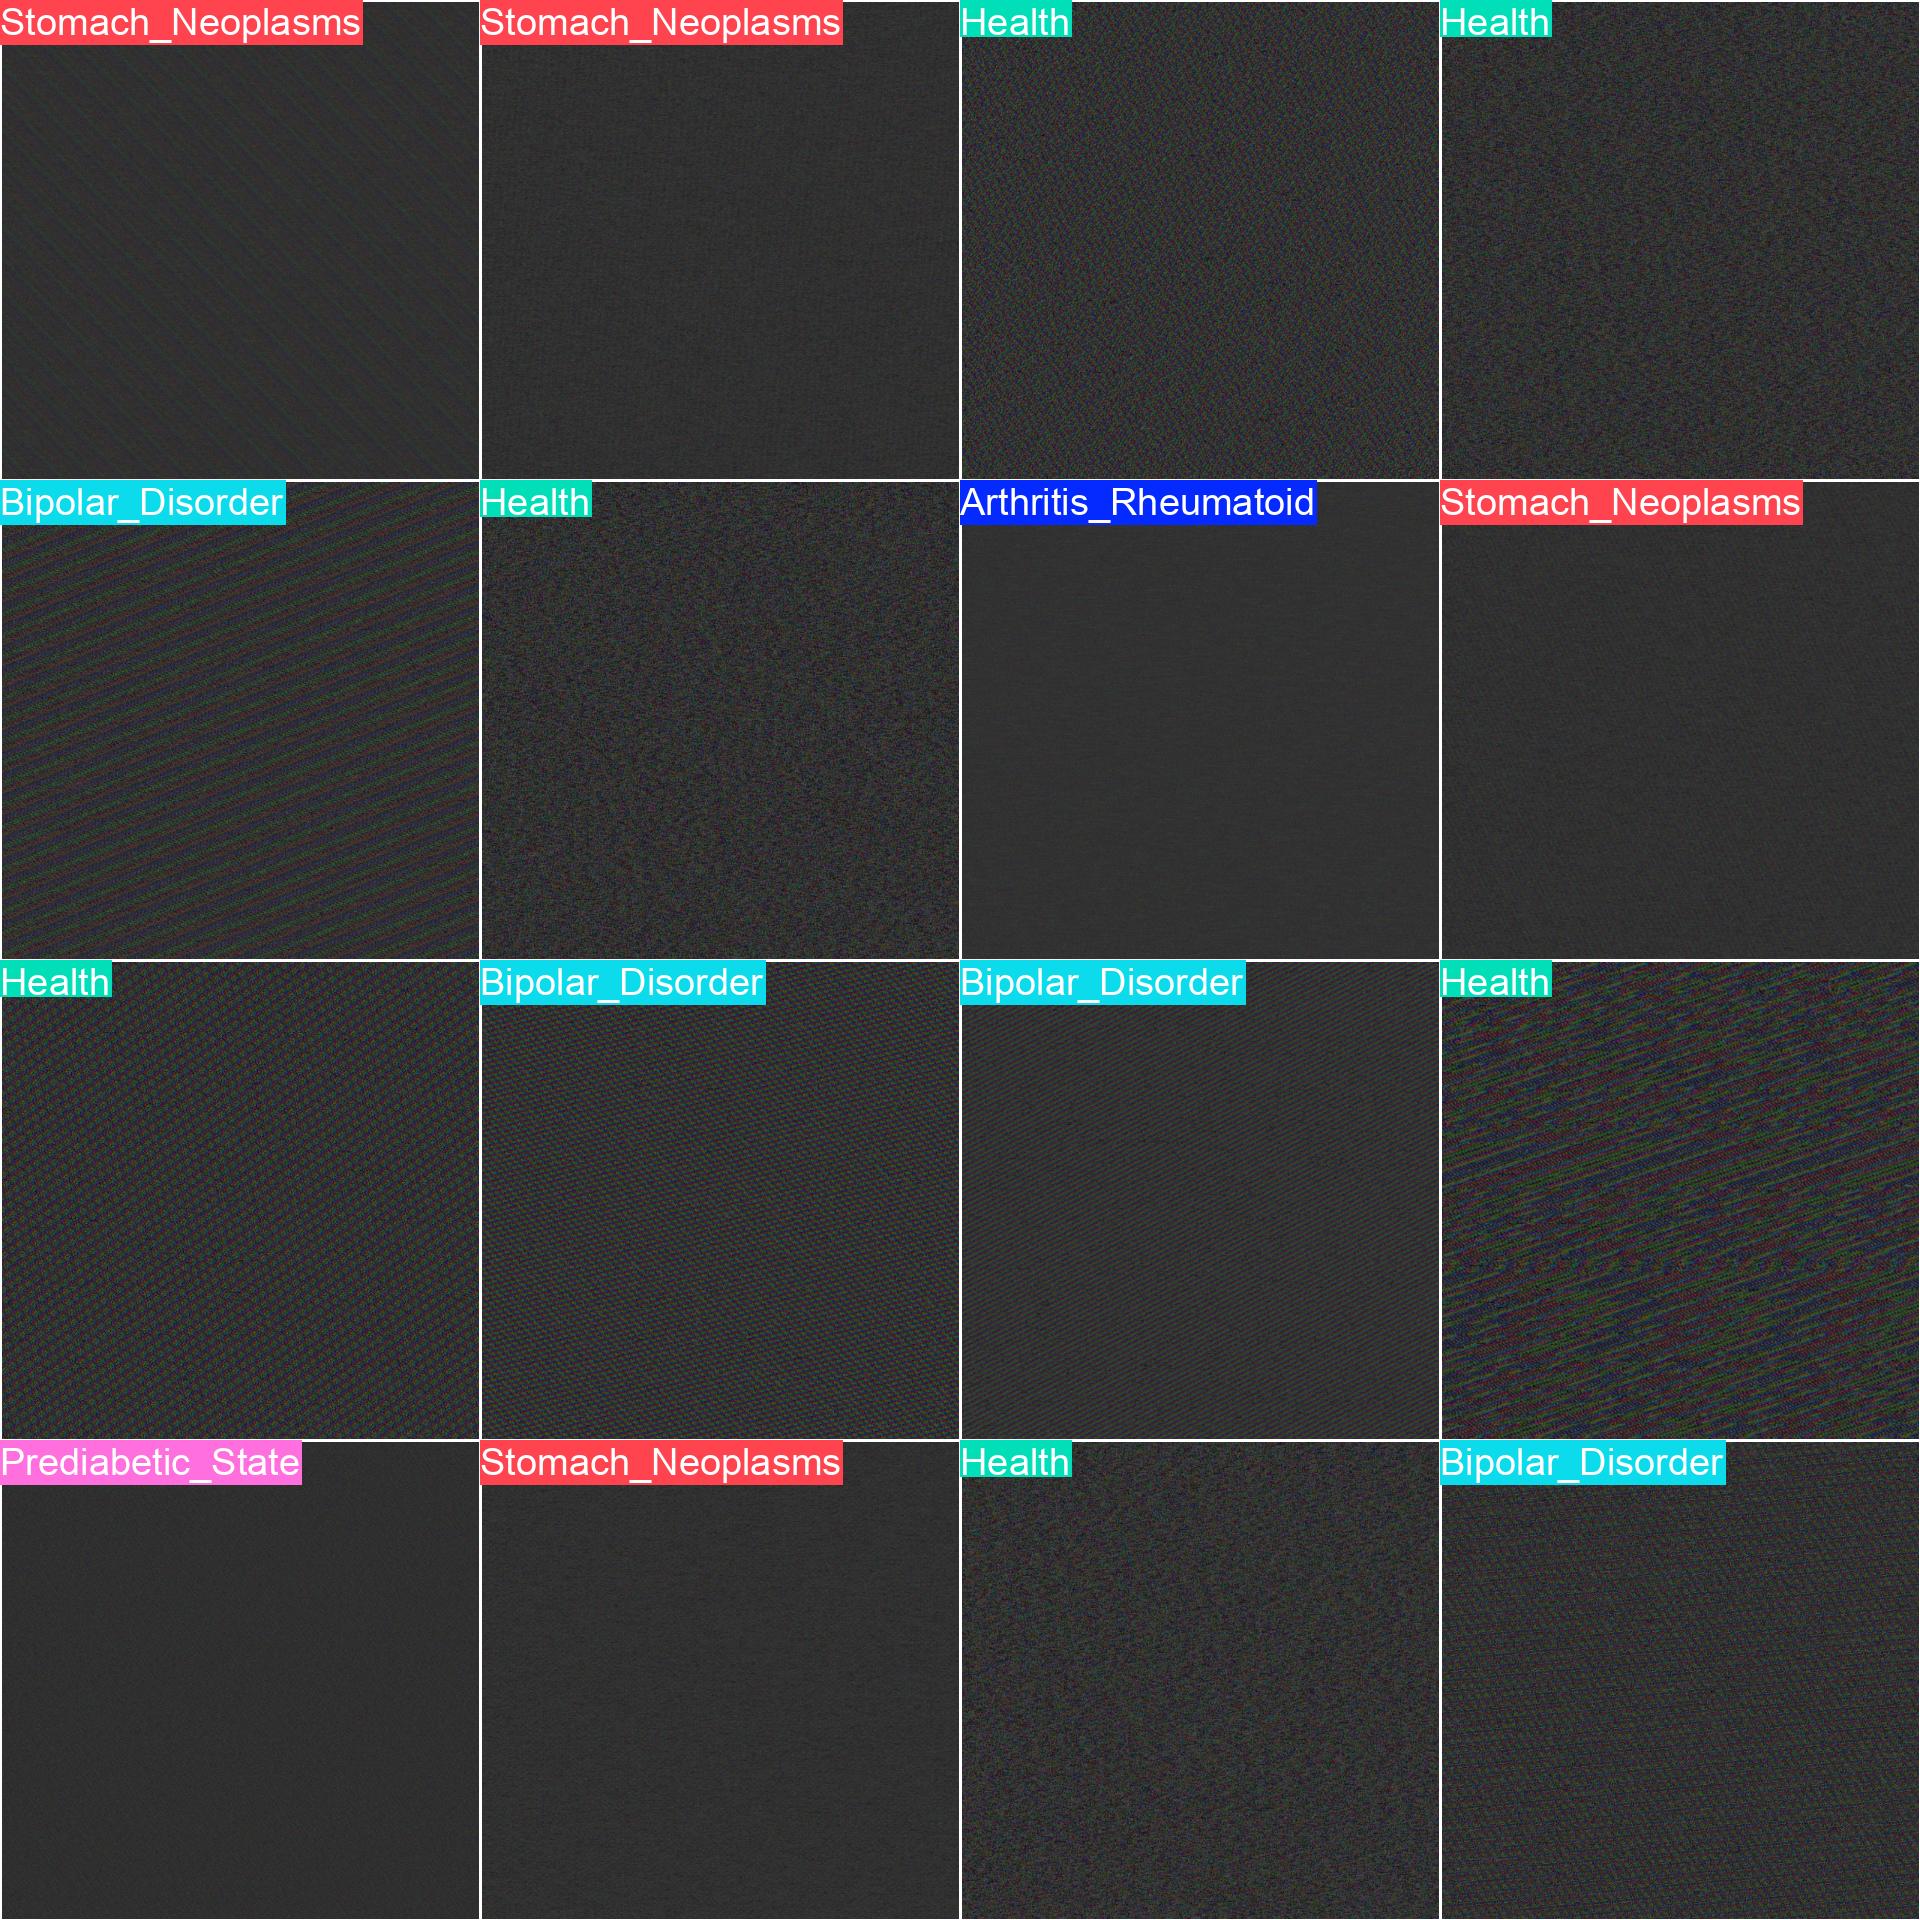 Stomach_Neoplasms
Stomach_Neoplasms
Health
Health
Bipolar_Disorder
Health
Arthritis_Rheumatoid
Stomach_Neoplasms
Health
Bipolar_Disorder
Bipolar_Disorder
Health
Prediabetic_State
Stomach_Neoplasms
Health
Bipolar_Disorder